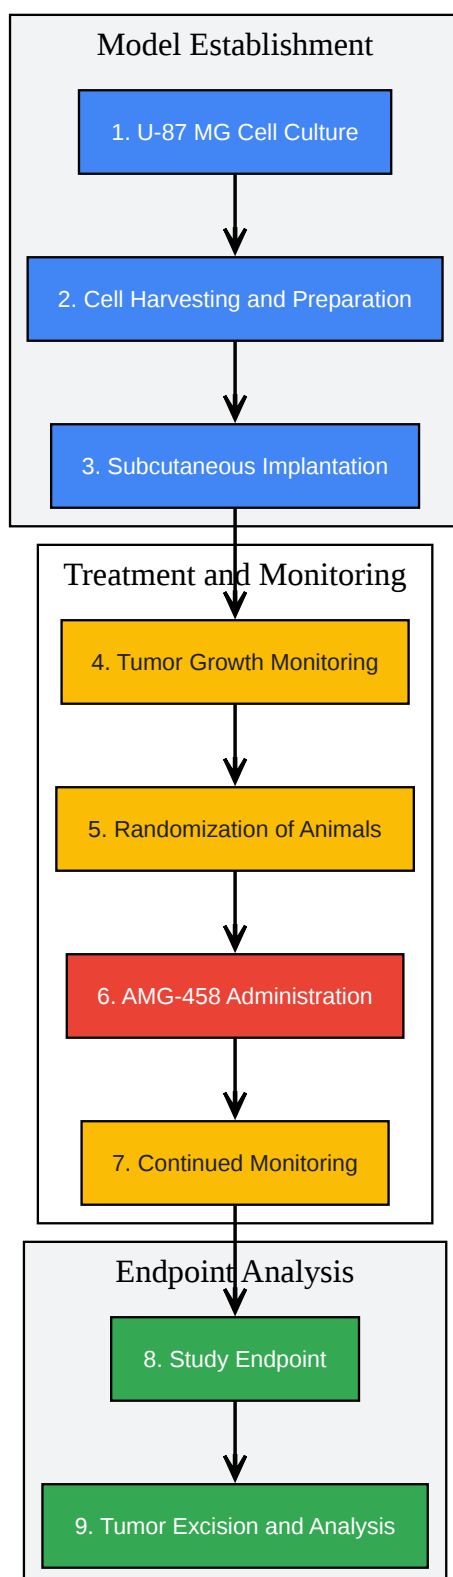 Model Establishment
1. U-87 MG Cell Culture
2. Cell Harvesting and Preparation
3. Subcutaneous Implantation
Treatment and Monitoring
4. Tumor Growth Monitoring
5. Randomization of Animals
6. AMG-458 Administration
7. Continued Monitoring
Endpoint Analysis
8. Study Endpoint
9. Tumor Excision and Analysis